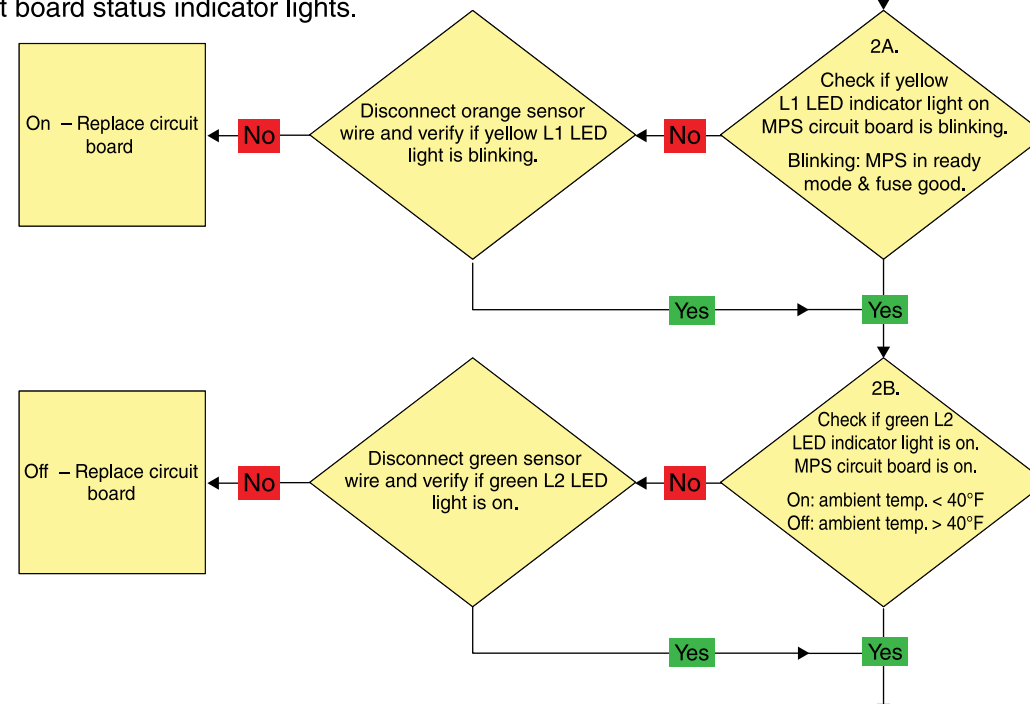 t board status indicator lights.
2A.
Check if yellow
L1 LED indicator light on
MPS circuit board is blinking.
Blinking: MPS in ready
mode & fuse good.
No
Disconnect orange sensor
wire and verify if yellow L1 LED
light is blinking.
No
On – Replace circuit
board
Yes
Yes
2B.
Check if green L2
LED indicator light is on.
MPS circuit board is on.
On: ambient temp. < 40°F
Off: ambient temp. > 40°F
No
Disconnect green sensor
wire and verify if green L2 LED
light is on.
No
Off – Replace circuit
board
Yes
Yes